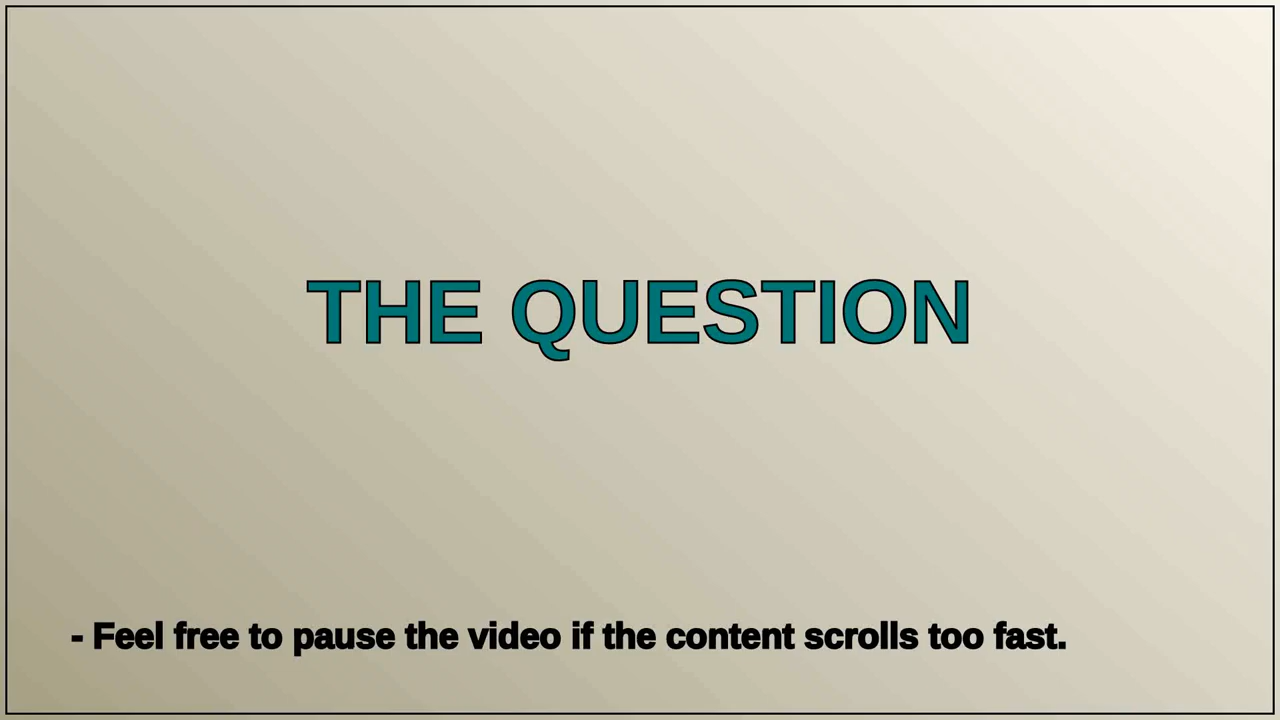 THE QUESTION
- Feel free to pause the video if the content scrolls too fast.